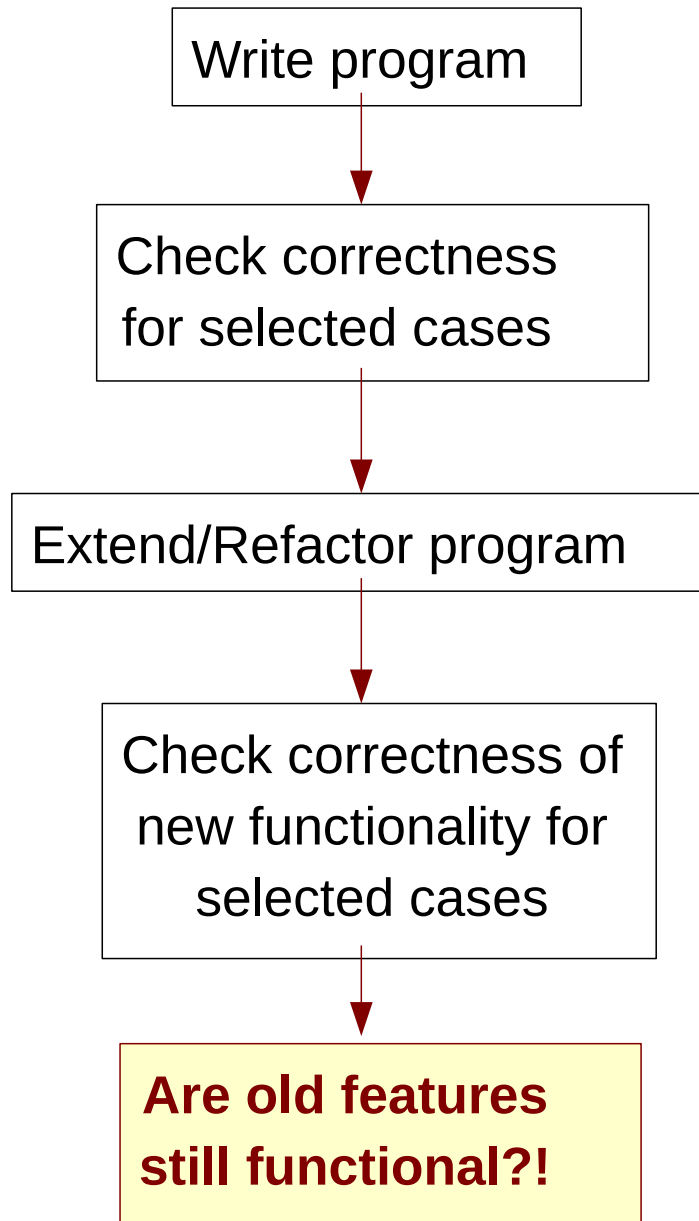 Write program
Check correctness
for selected cases
Extend/Refactor program
Check correctness of
new functionality for
selected cases
Are old features
still functional?!